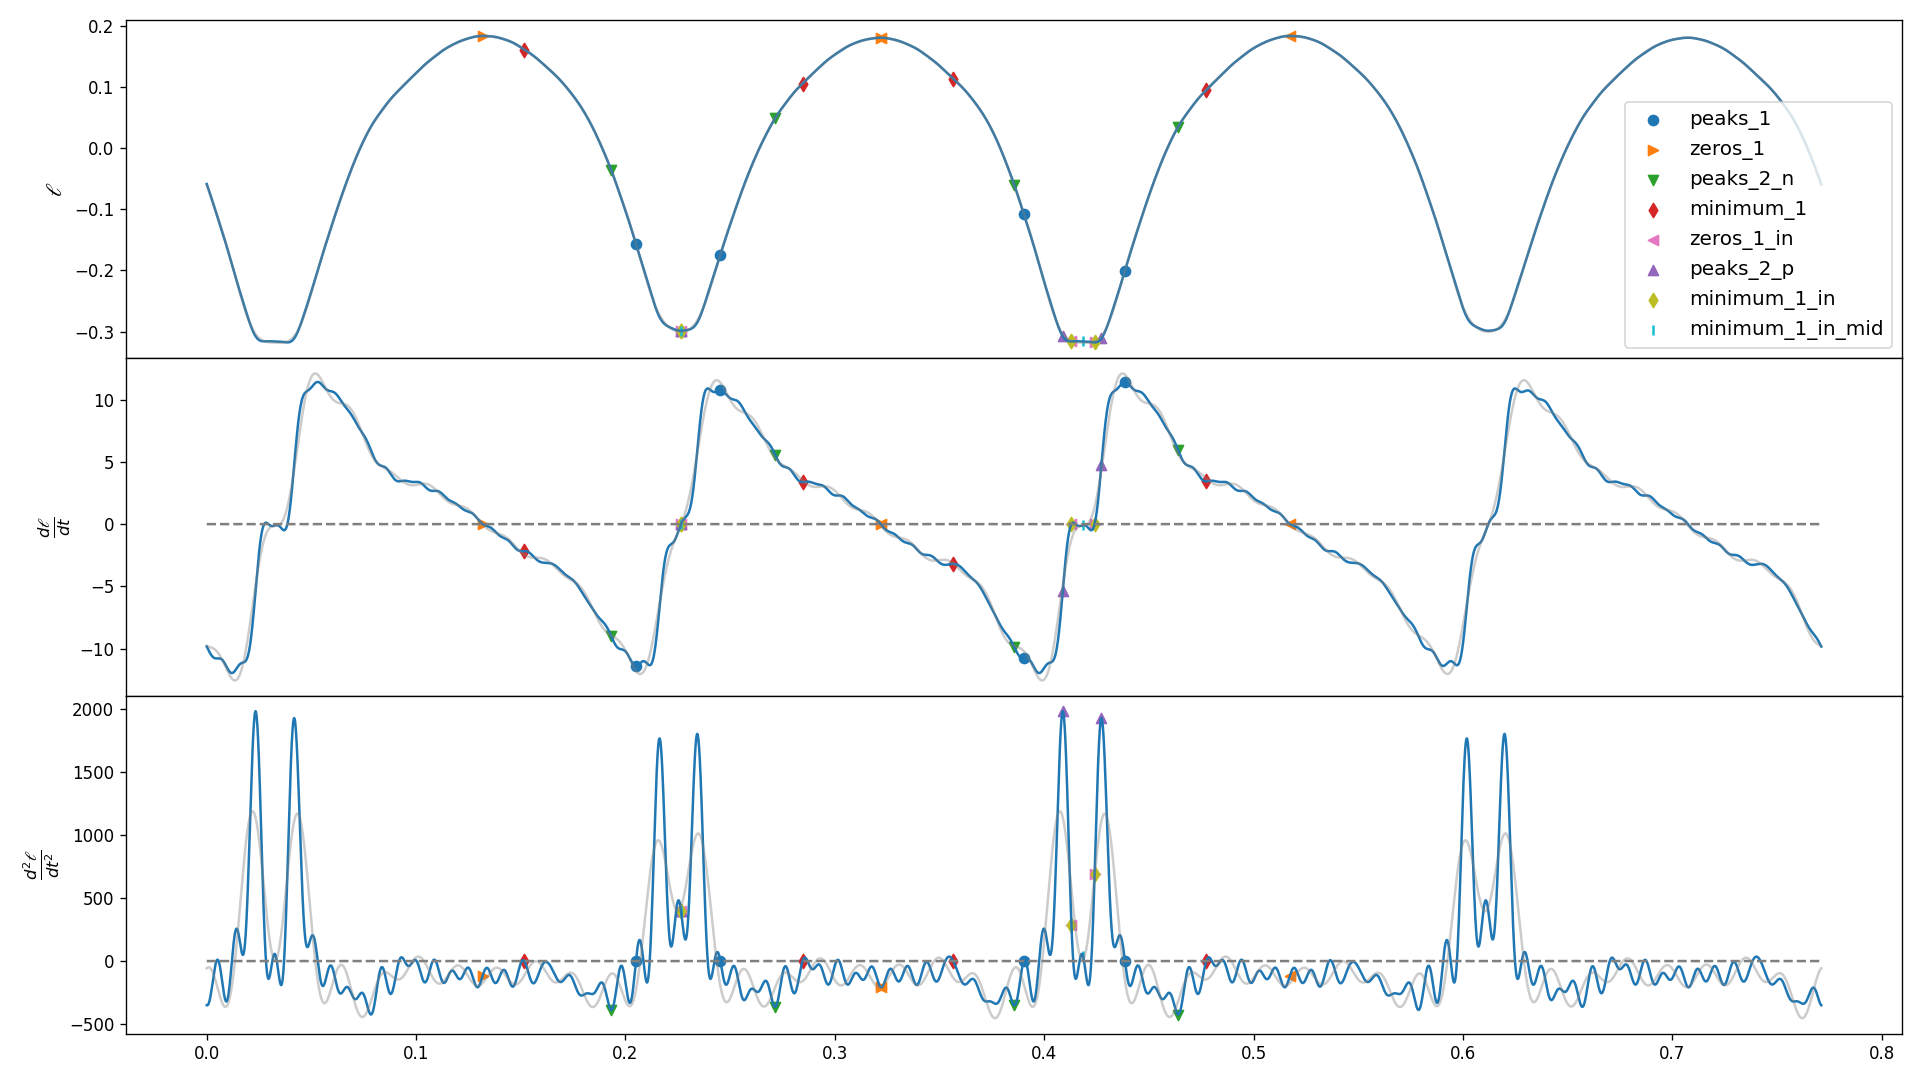 0.2
0.1
0.0
−0.1
−0.2
−0.3
ℓ
peaks_1
zeros_1
peaks_2_n
minimum_1
zeros_1_in
peaks_2_p
minimum_1_in
minimum_1_in_mid
10
5
0
−5
−10
dℓ/dt
2000
1500
1000
500
0
−500
d²ℓ/dt²
0.0 0.1 0.2 0.3 0.4 0.5 0.6 0.7 0.8